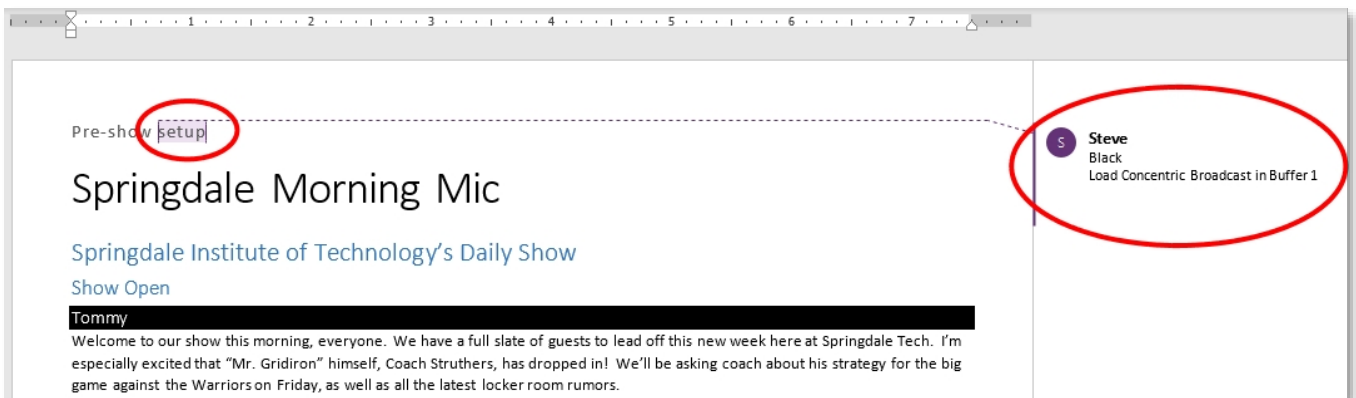 1 2 3 4 5 6 7
Pre-show setup
S Steve
Black
Load Concentric Broadcast in Buffer 1
Springdale Morning Mic
Springdale Institute of Technology’s Daily Show
Show Open
Tommy
Welcome to our show this morning, everyone. We have a full slate of guests to lead off this new week here at Springdale Tech. I’m
especially excited that “Mr. Gridiron” himself, Coach Struthers, has dropped in! We’ll be asking coach about his strategy for the big
game against the Warriors on Friday, as well as all the latest locker room rumors.